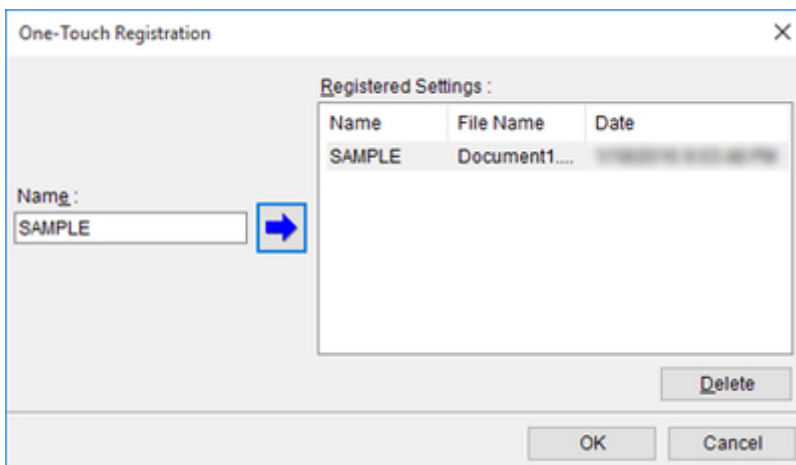 One-Touch Registration
Registered Settings :
Name File Name Date
SAMPLE Document1....
Name :
SAMPLE
Delete
OK Cancel